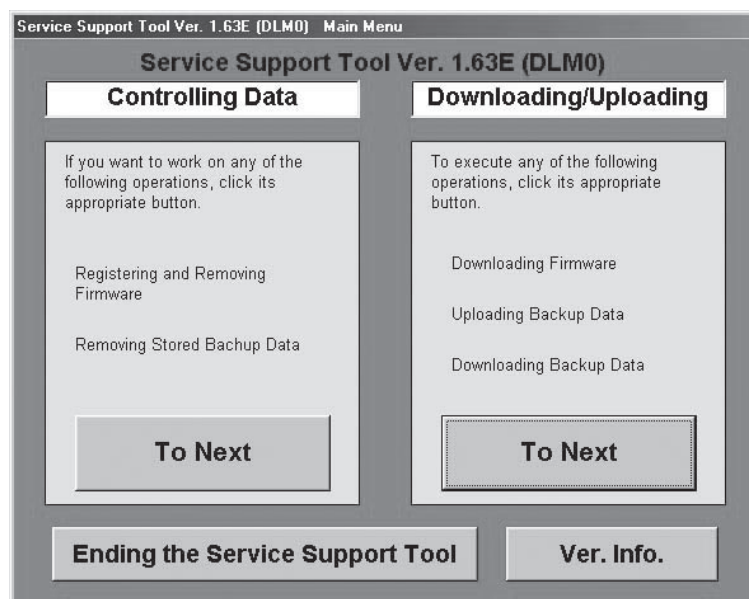 Service Support Tool Ver. 1.63E (DLM0) Main Menu
Service Support Tool Ver. 1.63E (DLM0)
Controlling Data
If you want to work on any of the
following operations, click its
appropriate button.
Registering and Removing
Firmware
Removing Stored Bachup Data
To Next
Downloading/Uploading
To execute any of the following
operations, click its appropriate
button.
Downloading Firmware
Uploading Backup Data
Downloading Backup Data
To Next
Ending the Service Support Tool
Ver. Info.